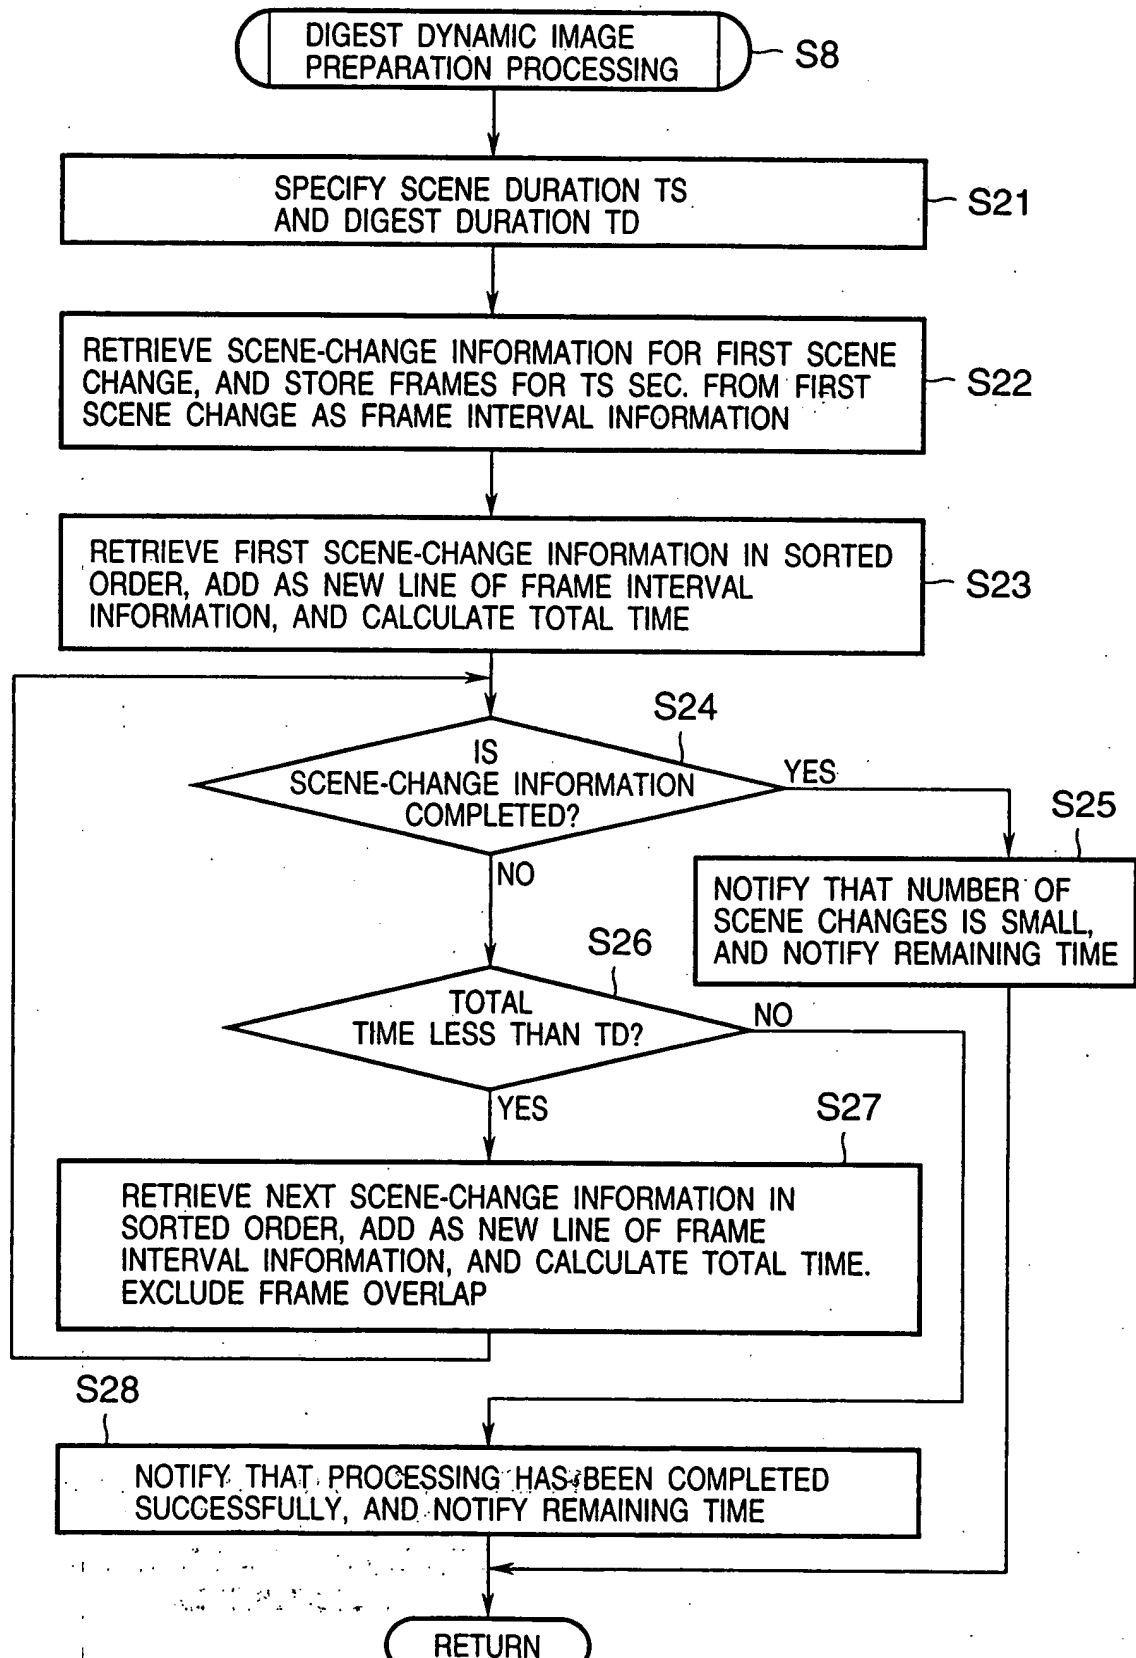 DIGEST DYNAMIC IMAGE
PREPARATION PROCESSING
S8
SPECIFY SCENE DURATION TS
AND DIGEST DURATION TD
S21
RETRIEVE SCENE-CHANGE INFORMATION FOR FIRST SCENE
CHANGE, AND STORE FRAMES FOR TS SEC. FROM FIRST
SCENE CHANGE AS FRAME INTERVAL INFORMATION
S22
RETRIEVE FIRST SCENE-CHANGE INFORMATION IN SORTED
ORDER, ADD AS NEW LINE OF FRAME INTERVAL
INFORMATION, AND CALCULATE TOTAL TIME
S23
S24
IS
SCENE-CHANGE INFORMATION
COMPLETED?
YES
NO
S25
NOTIFY THAT NUMBER OF
SCENE CHANGES IS SMALL,
AND NOTIFY REMAINING TIME
S26
TOTAL
TIME LESS THAN TD?
NO
YES
S27
RETRIEVE NEXT SCENE-CHANGE INFORMATION IN
SORTED ORDER, ADD AS NEW LINE OF FRAME
INTERVAL INFORMATION, AND CALCULATE TOTAL TIME.
EXCLUDE FRAME OVERLAP
S28
NOTIFY THAT PROCESSING HAS BEEN COMPLETED
SUCCESSFULLY, AND NOTIFY REMAINING TIME
RETURN